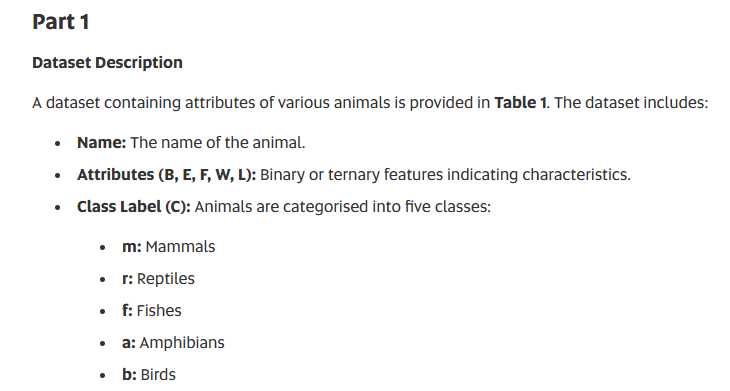 Part 1
Dataset Description
A dataset containing attributes of various animals is provided in Table 1. The dataset includes:
• Name: The name of the animal.
• Attributes (B, E, F, W, L): Binary or ternary features indicating characteristics.
• Class Label (C): Animals are categorised into five classes:
• m: Mammals
• r: Reptiles
• f: Fishes
• a: Amphibians
• b: Birds